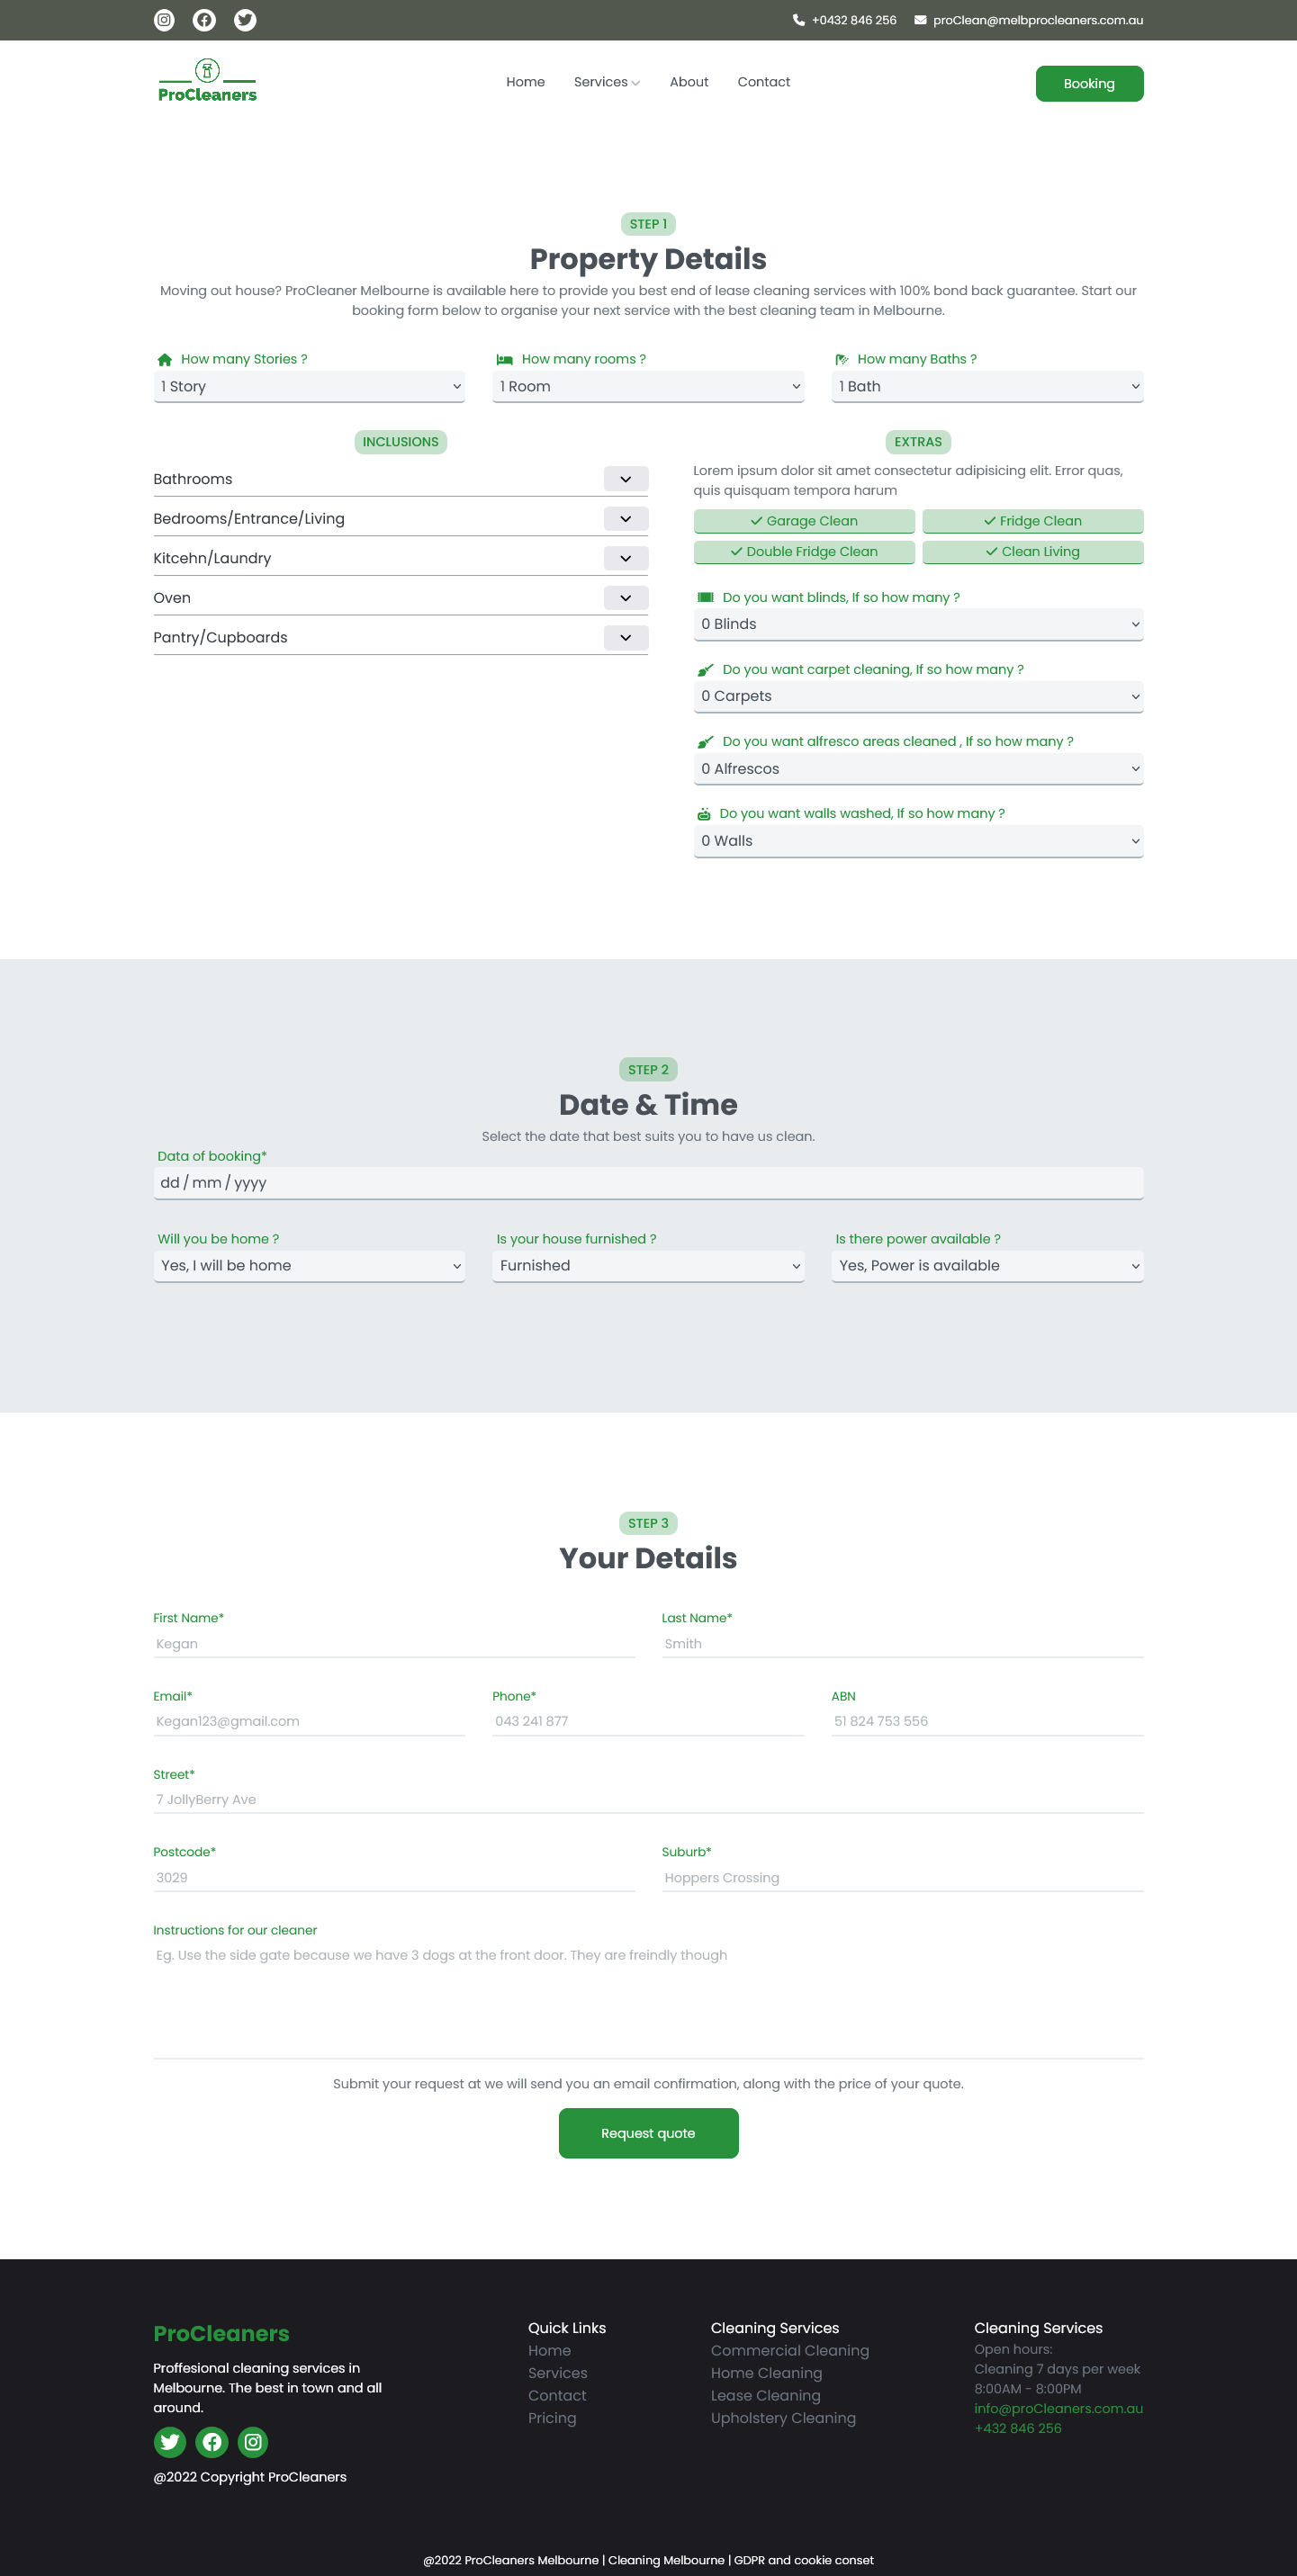 +0432 846 256 proClean@melbprocleaners.com.au
ProCleaners
Home Services About Contact
Booking
STEP 1
Property Details
Moving out house? ProCleaner Melbourne is available here to provide you best end of lease cleaning services with 100% bond back guarantee. Start our
booking form below to organise your next service with the best cleaning team in Melbourne.
How many Stories ? How many rooms ? How many Baths ?
1 Story 1 Room 1 Bath
INCLUSIONS
Bathrooms
Bedrooms/Entrance/Living
Kitcehn/Laundry
Oven
Pantry/Cupboards
EXTRAS
Lorem ipsum dolor sit amet consectetur adipisicing elit. Error quas,
quis quisquam tempora harum
Garage Clean Fridge Clean
Double Fridge Clean Clean Living
Do you want blinds, If so how many ?
0 Blinds
Do you want carpet cleaning, If so how many ?
0 Carpets
Do you want alfresco areas cleaned , If so how many ?
0 Alfrescos
Do you want walls washed, If so how many ?
0 Walls
STEP 2
Date & Time
Select the date that best suits you to have us clean.
Data of booking*
dd / mm / yyyy
Will you be home ? Is your house furnished ? Is there power available ?
Yes, I will be home Furnished Yes, Power is available
STEP 3
Your Details
First Name* Last Name*
Kegan Smith
Email* Phone* ABN
Kegan123@gmail.com 043 241 877 51 824 753 556
Street*
7 JollyBerry Ave
Postcode* Suburb*
3029 Hoppers Crossing
Instructions for our cleaner
Eg. Use the side gate because we have 3 dogs at the front door. They are freindly though
Submit your request at we will send you an email confirmation, along with the price of your quote.
Request quote
ProCleaners
Proffesional cleaning services in
Melbourne. The best in town and all
around.
@2022 Copyright ProCleaners
Quick Links
Home
Services
Contact
Pricing
Cleaning Services
Commercial Cleaning
Home Cleaning
Lease Cleaning
Upholstery Cleaning
Cleaning Services
Open hours:
Cleaning 7 days per week
8:00AM - 8:00PM
info@proCleaners.com.au
+432 846 256
@2022 ProCleaners Melbourne | Cleaning Melbourne | GDPR and cookie conset